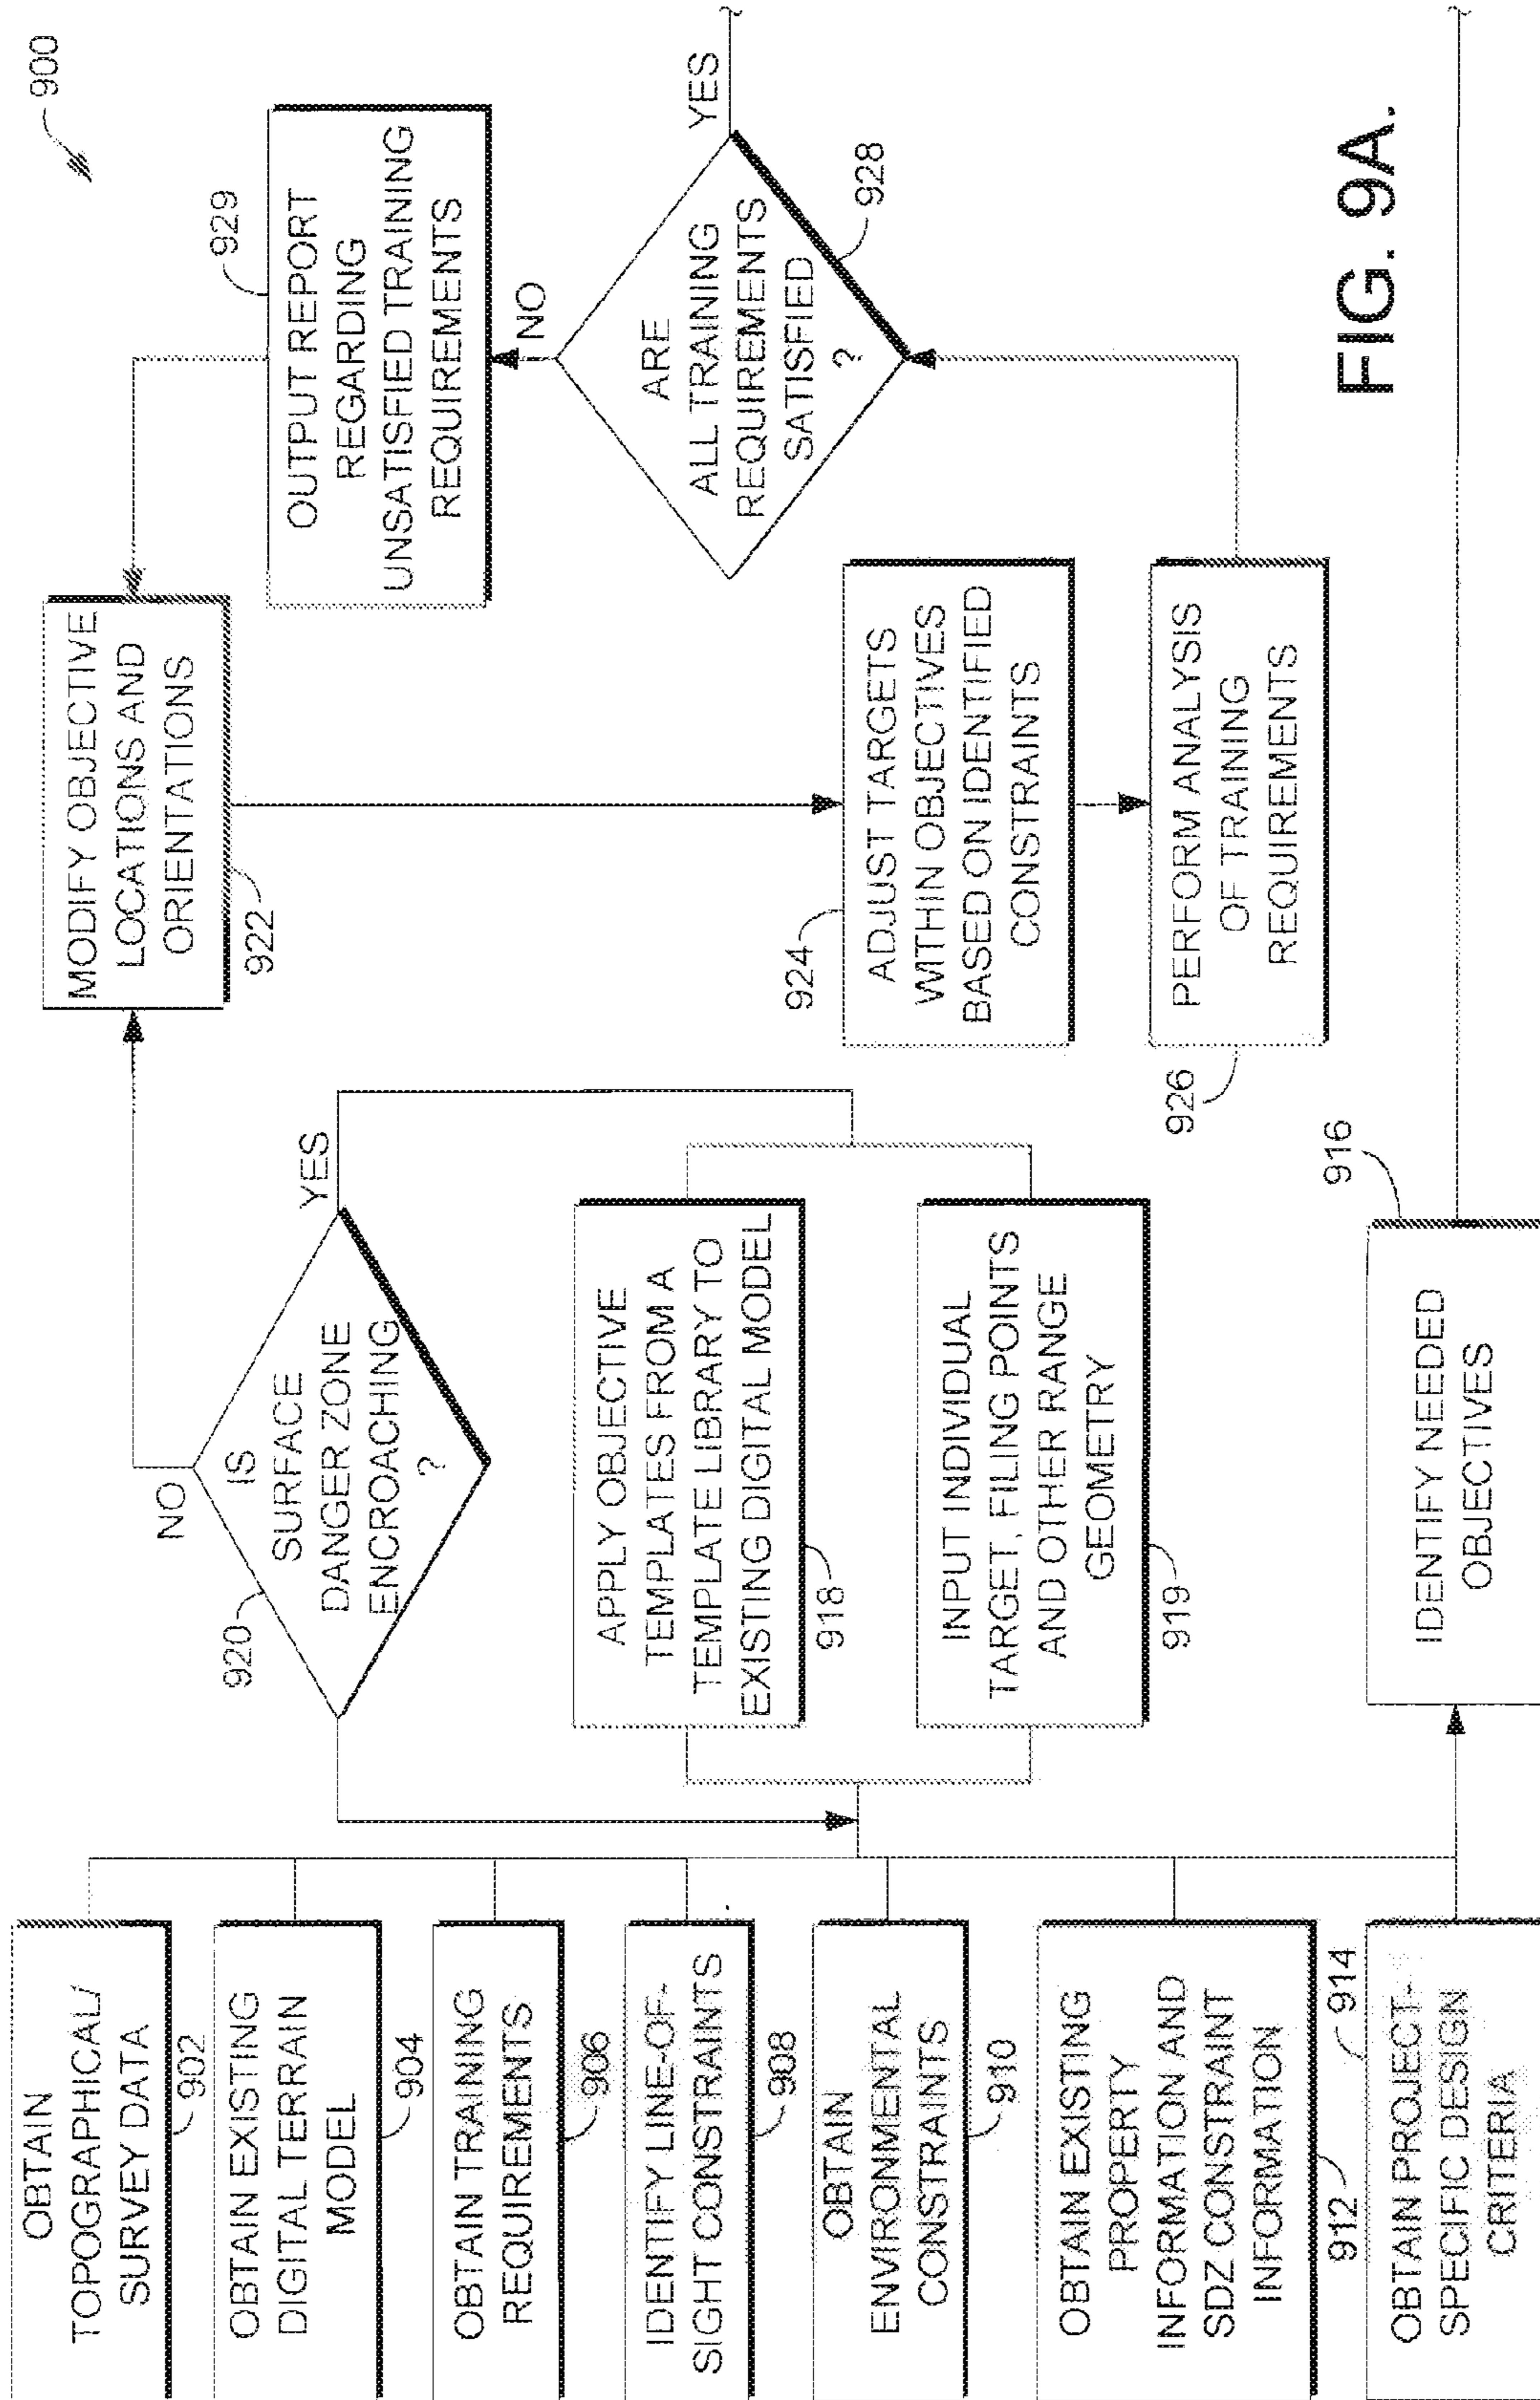 900
OBTAIN
TOPOGRAPHICAL/
SURVEY DATA
902
OBTAIN EXISTING
DIGITAL TERRAIN
MODEL
904
OBTAIN TRAINING
REQUIREMENTS
906
IDENTIFY LINE-OF-
SIGHT CONSTRAINTS
908
OBTAIN
ENVIRONMENTAL
CONSTRAINTS
910
OBTAIN EXISTING
PROPERTY
INFORMATION AND
SDZ CONSTRAINT
INFORMATION
912
914
OBTAIN PROJECT-
SPECIFIC DESIGN
CRITERIA
NO
920
IS
SURFACE
DANGER ZONE
ENCROACHING
?
YES
APPLY OBJECTIVE
TEMPLATES FROM A
TEMPLATE LIBRARY TO
EXISTING DIGITAL MODEL
918
INPUT INDIVIDUAL
TARGET, FILING POINTS
AND OTHER RANGE
GEOMETRY
919
916
IDENTIFY NEEDED
OBJECTIVES
MODIFY OBJECTIVE
LOCATIONS AND
ORIENTATIONS
922
924
ADJUST TARGETS
WITHIN OBJECTIVES
BASED ON IDENTIFIED
CONSTRAINTS
PERFORM ANALYSIS
OF TRAINING
REQUIREMENTS
926
929
OUTPUT REPORT
REGARDING
UNSATISFIED TRAINING
REQUIREMENTS
NO
ARE
ALL TRAINING
REQUIREMENTS
SATISFIED
?
YES
928
FIG. 9A.